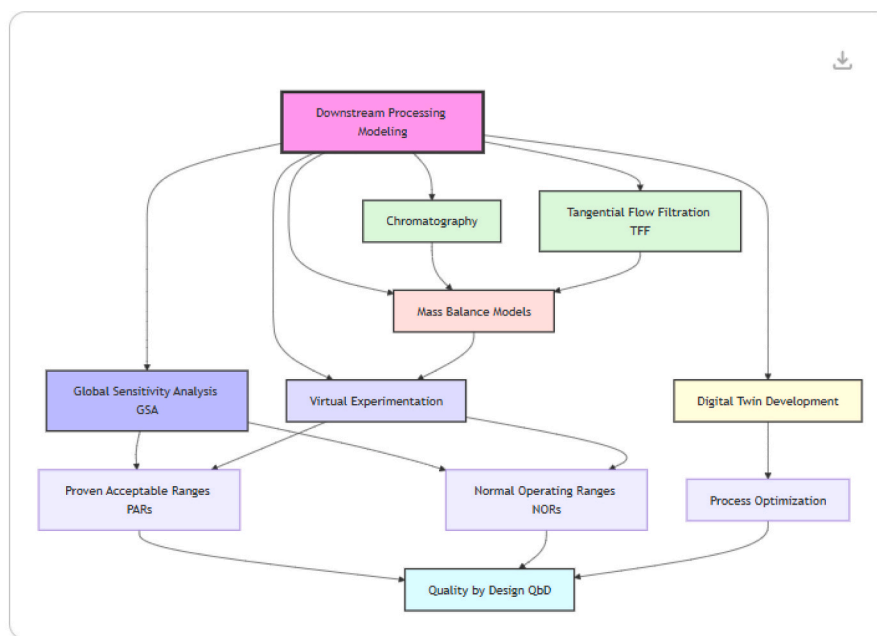 Downstream Processing
Modeling
Chromatography
Tangential Flow Filtration
TFF
Mass Balance Models
Global Sensitivity Analysis
GSA
Virtual Experimentation
Digital Twin Development
Proven Acceptable Ranges
PARs
Normal Operating Ranges
NORs
Process Optimization
Quality by Design QbD